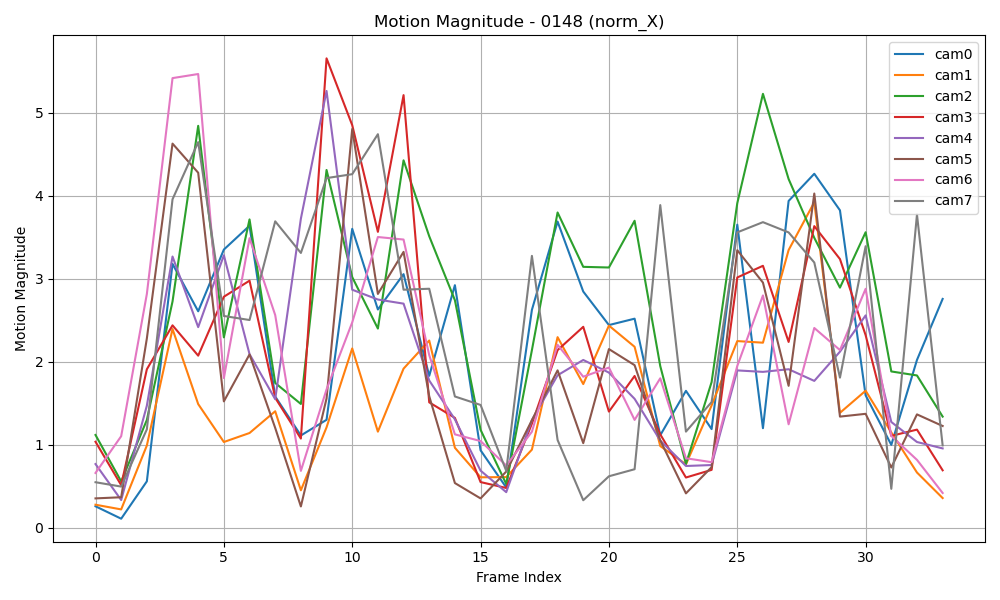 Motion Magnitude - 0148 (norm_X)
cam0
cam1
cam2
cam3
cam4
cam5
cam6
cam7
Motion Magnitude
5
4
3
2
1
0
0 5 10 15 20 25 30
Frame Index